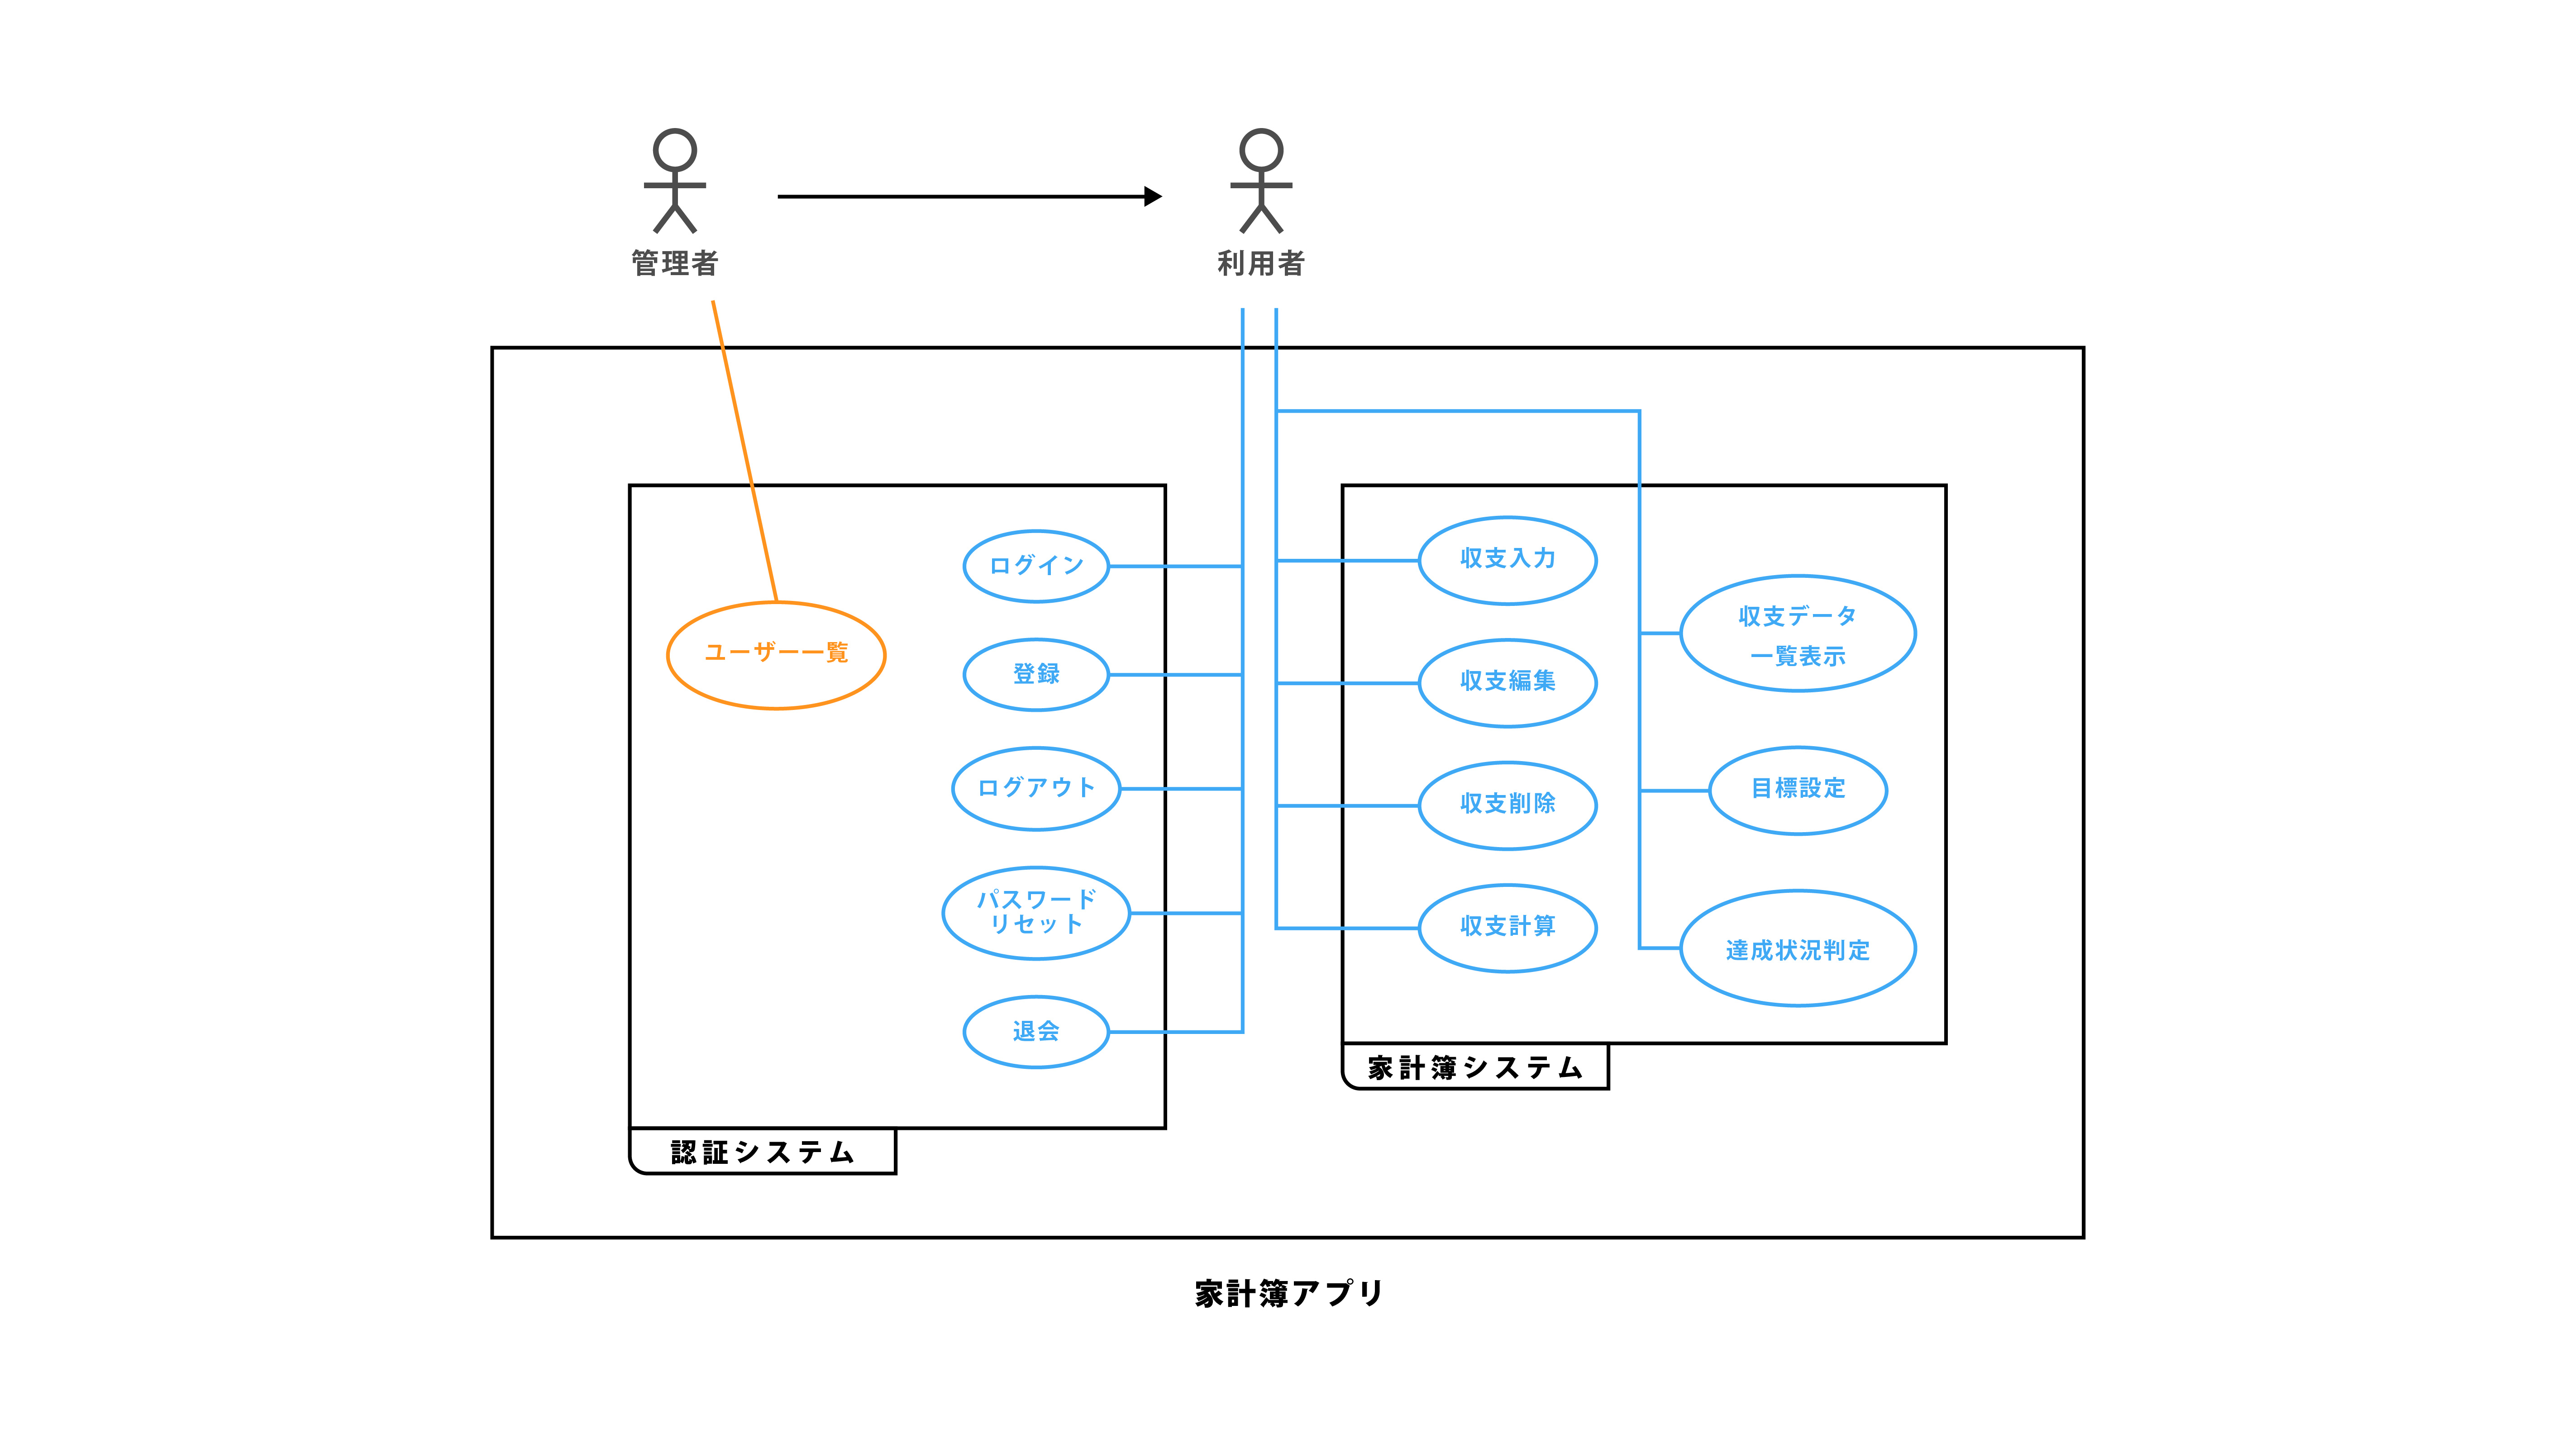 管理者
利用者
ユーザー一覧
ログイン
登録
ログアウト
パスワード
リセット
退会
認証システム
収支入力
収支編集
収支削除
収支計算
収支データ
一覧表示
目標設定
達成状況判定
家計簿システム
家計簿アプリ